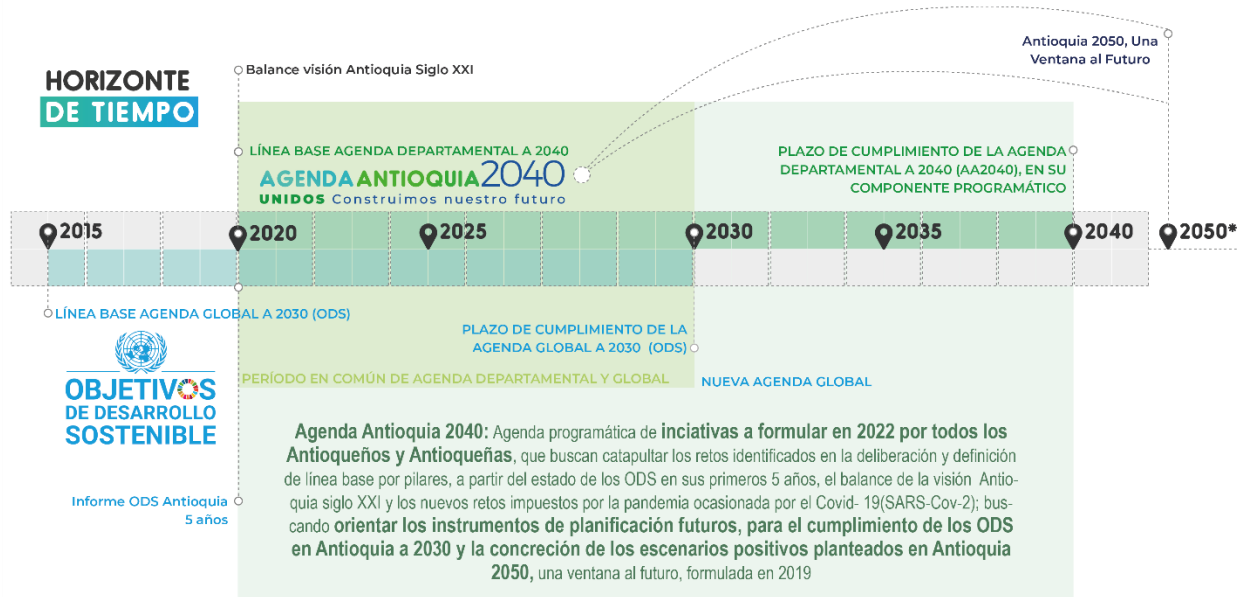 HORIZONTE
DE TIEMPO
Balance visión Antioquia Siglo XXI
Antioquia 2050, Una
Ventana al Futuro
LÍNEA BASE AGENDA DEPARTAMENTAL A 2040
AGENDA ANTIOQUIA 2040
UNIDOS Construimos nuestro futuro
PLAZO DE CUMPLIMIENTO DE LA AGENDA
DEPARTAMENTAL A 2040 (AA2040), EN SU
COMPONENTE PROGRAMÁTICO
2015 2020 2025 2030 2035 2040 2050*
LÍNEA BASE AGENDA GLOBAL A 2030 (ODS)
PLAZO DE CUMPLIMIENTO DE LA
AGENDA GLOBAL A 2030 (ODS)
PERÍODO EN COMÚN DE AGENDA DEPARTAMENTAL Y GLOBAL
NUEVA AGENDA GLOBAL
OBJETIVOS
DE DESARROLLO
SOSTENIBLE
Informe ODS Antioquia
5 años
Agenda Antioquia 2040: Agenda programática de inciativas a formular en 2022 por todos los
Antioqueños y Antioqueñas, que buscan catapultar los retos identificados en la deliberación y definición
de línea base por pilares, a partir del estado de los ODS en sus primeros 5 años, el balance de la visión Antio-
quia siglo XXI y los nuevos retos impuestos por la pandemia ocasionada por el Covid- 19(SARS-Cov-2); bus-
cando orientar los instrumentos de planificación futuros, para el cumplimiento de los ODS
en Antioquia a 2030 y la concreción de los escenarios positivos planteados en Antioquia
2050, una ventana al futuro, formulada en 2019